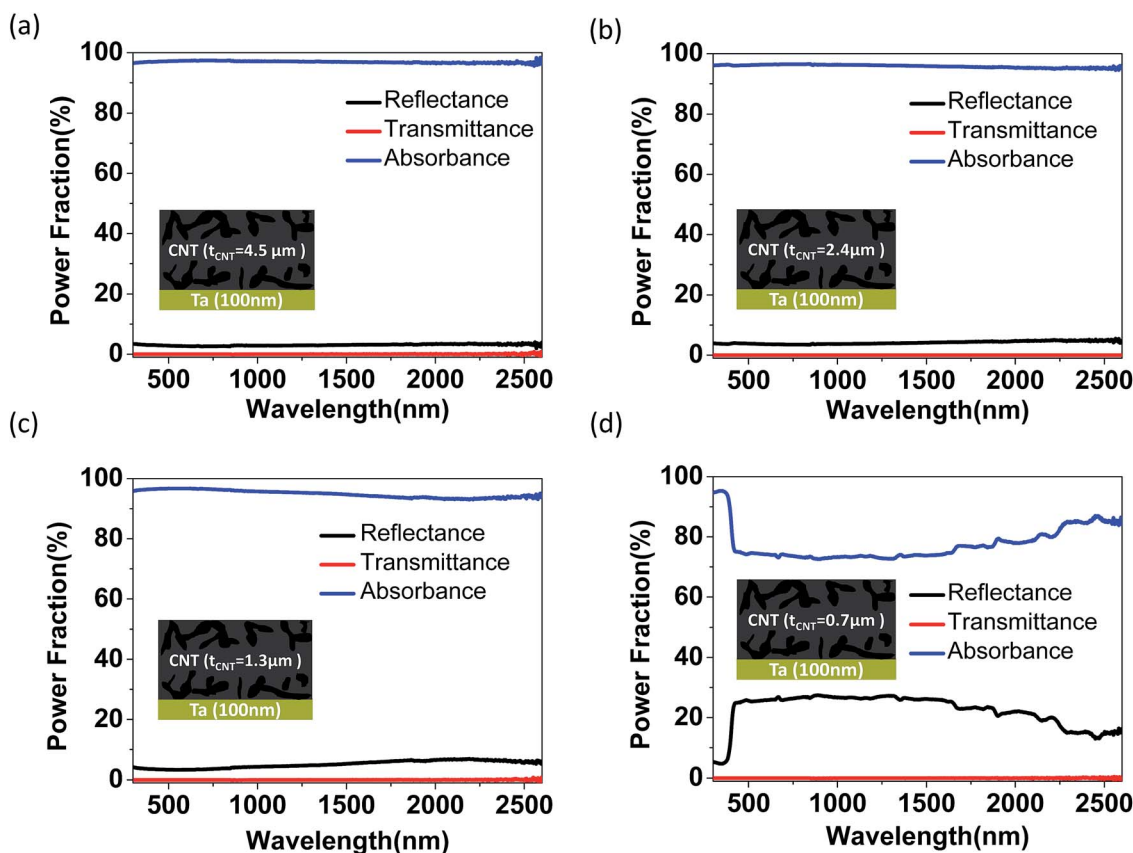 (a)
100
80
60
40
20
0
Power Fraction(%)
Reflectance
Transmittance
Absorbance
CNT (tCNT=4.5 μm )
Ta (100nm)
500 1000 1500 2000 2500
Wavelength(nm)
(b)
100
80
60
40
20
0
Power Fraction(%)
Reflectance
Transmittance
Absorbance
CNT (tCNT=2.4μm )
Ta (100nm)
500 1000 1500 2000 2500
Wavelength(nm)
(c)
100
80
60
40
20
0
Power Fraction(%)
Reflectance
Transmittance
Absorbance
CNT (tCNT=1.3μm )
Ta (100nm)
500 1000 1500 2000 2500
Wavelength(nm)
(d)
100
80
60
40
20
0
Power Fraction(%)
CNT (tCNT=0.7μm )
Ta (100nm)
Reflectance
Transmittance
Absorbance
500 1000 1500 2000 2500
Wavelength(nm)